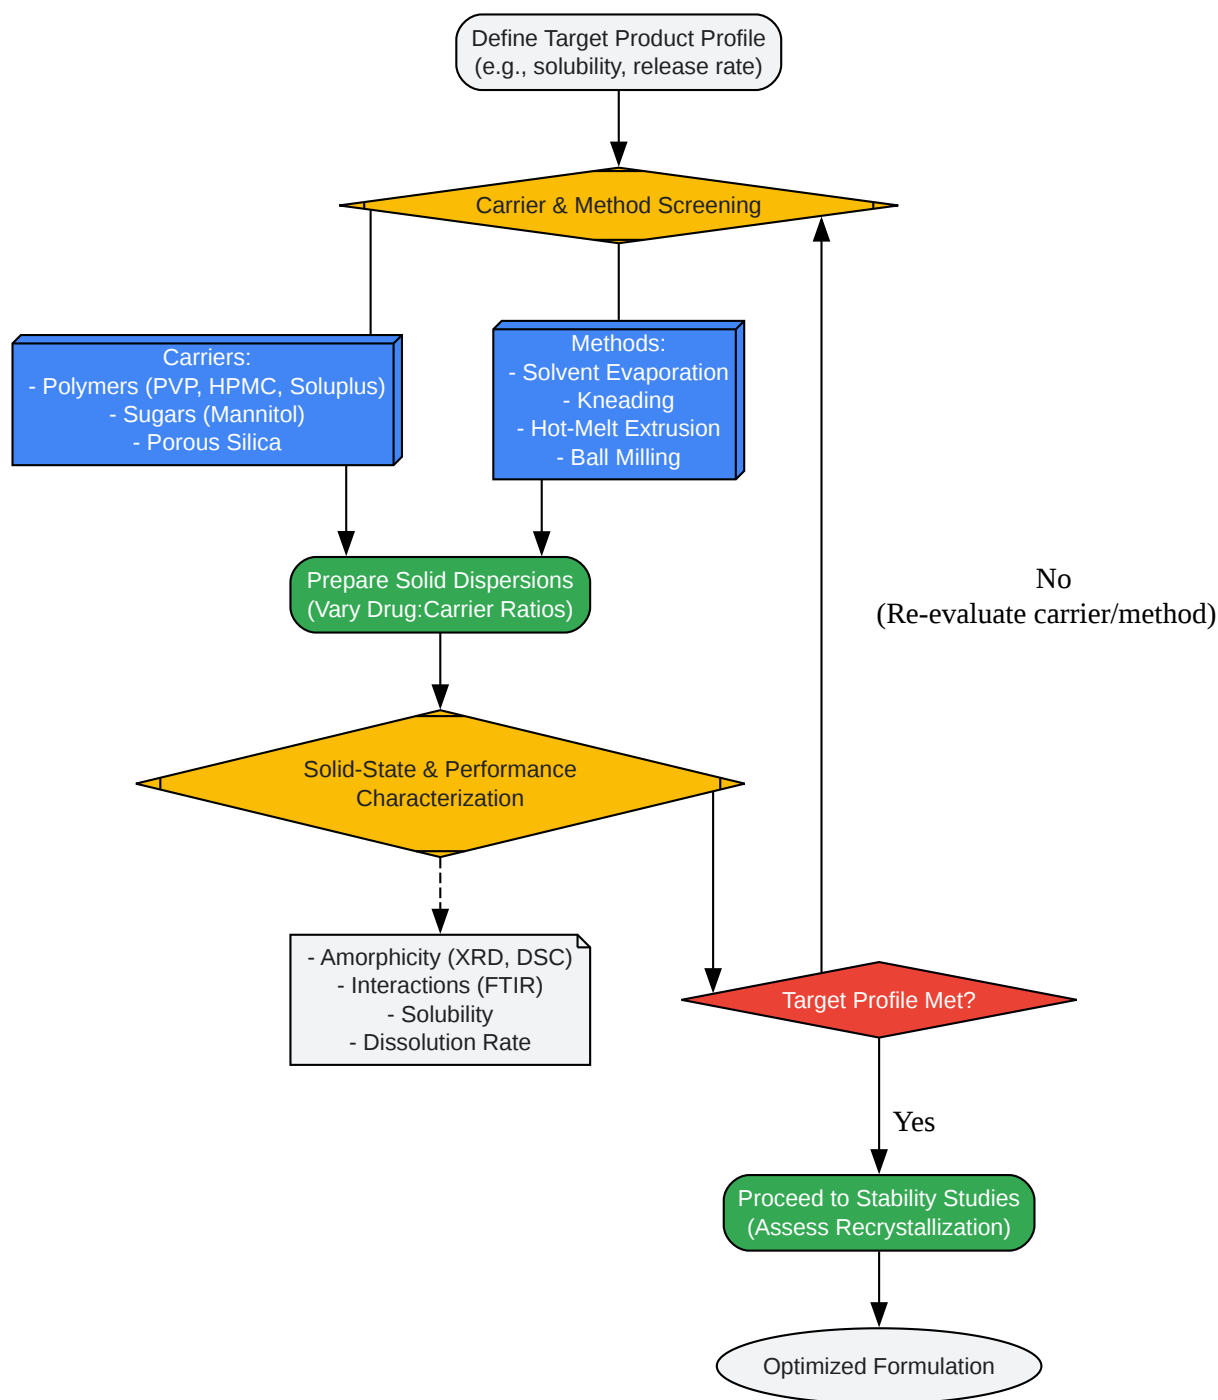 Define Target Product Profile
(e.g., solubility, release rate)
Carrier & Method Screening
Carriers:
- Polymers (PVP, HPMC, Soluplus)
- Sugars (Mannitol)
- Porous Silica
Methods:
- Solvent Evaporation
- Kneading
- Hot-Melt Extrusion
- Ball Milling
Prepare Solid Dispersions
(Vary Drug:Carrier Ratios)
No
(Re-evaluate carrier/method)
Solid-State & Performance
Characterization
- Amorphicity (XRD, DSC)
- Interactions (FTIR)
- Solubility
- Dissolution Rate
Target Profile Met?
Yes
Proceed to Stability Studies
(Assess Recrystallization)
Optimized Formulation